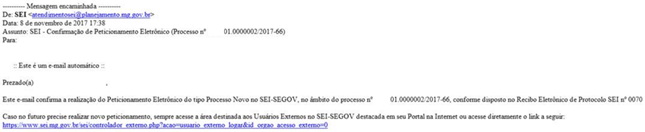 ---------- Mensagem encaminhada ----------
De: SEI <atendimentosei@planejamento.mg.gov.br>
Data: 8 de novembro de 2017 17:38
Assunto: SEI - Confirmação de Peticionamento Eletrônico (Processo nº 01.0000002/2017-66)
Para:
:: Este é um e-mail automático ::
Prezado(a) ,
Este e-mail confirma a realização do Peticionamento Eletrônico do tipo Processo Novo no SEI-SEGOV, no âmbito do processo nº 01.0000002/2017-66, conforme disposto no Recibo Eletrônico de Protocolo SEI nº 0070
Caso no futuro precise realizar novo peticionamento, sempre acesse a área destinada aos Usuários Externos no SEI-SEGOV destacada em seu Portal na Internet ou acesse diretamente o link a seguir:
https://www.sei.mg.gov.br/sei/controlador_externo.php?acao=usuario_externo_logar&id_orgao_acesso_externo=0